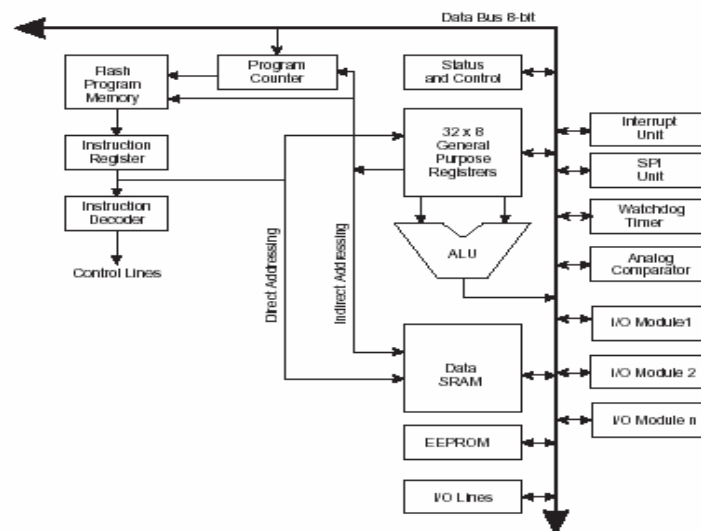 Data Bus 8-bit
Flash
Program
Memory
Program
Counter
Status
and Control
Instruction
Register
32 x 8
General
Purpose
Registrers
Interrupt
Unit
SPI
Unit
Instruction
Decoder
Watchdog
Timer
ALU
Analog
Comparator
Control Lines
Direct Addressing
Indirect Addressing
I/O Module1
Data
SRAM
I/O Module 2
I/O Module n
EEPROM
I/O Lines